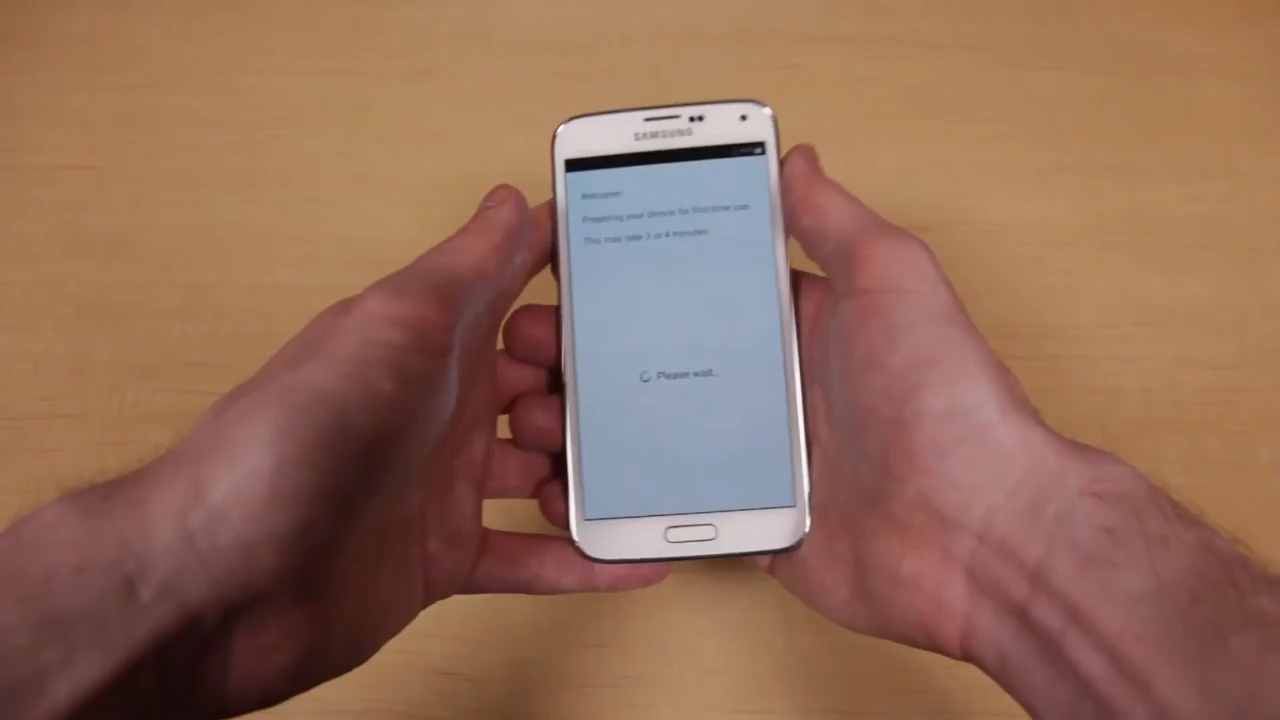 SAMSUNG
Welcome!
Preparing your device for first-time use.
This may take 3 or 4 minutes.
Please wait...